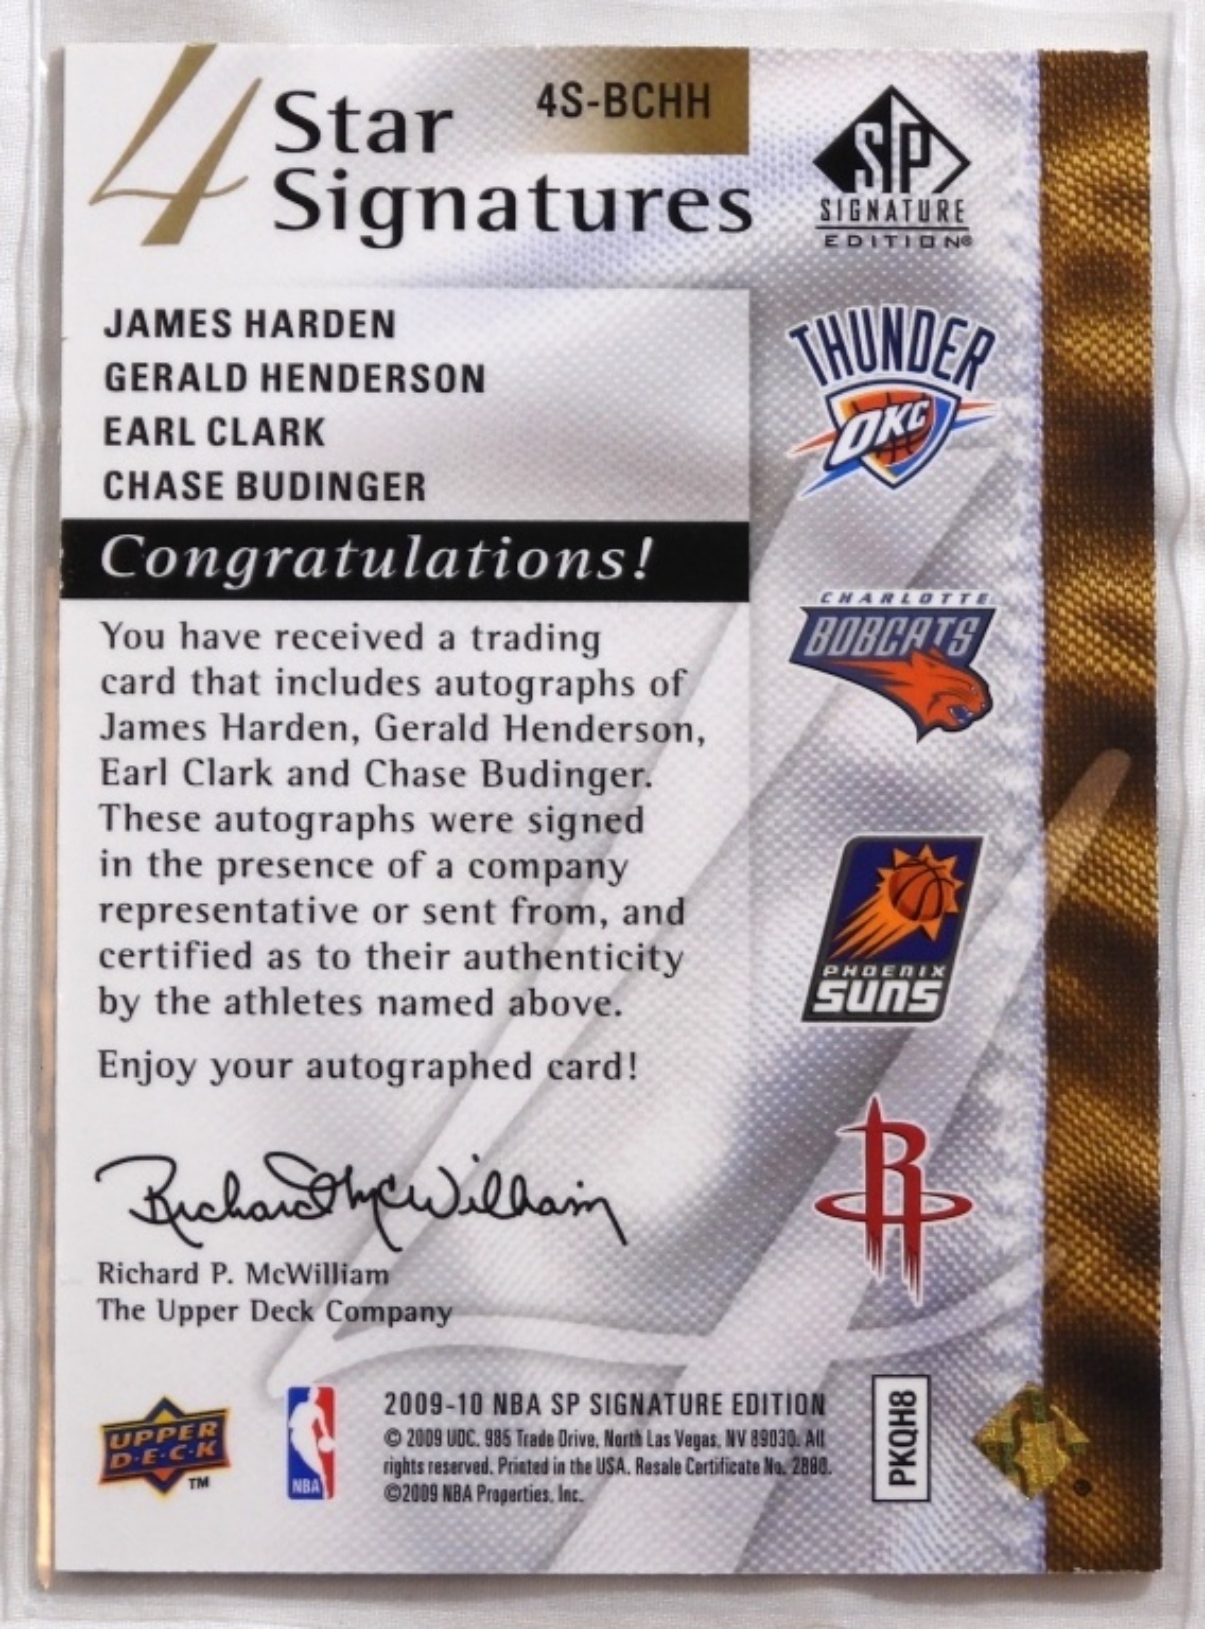 4 Star Signatures
4S-BCHH
SP
SIGNATURE
EDITION®
JAMES HARDEN
GERALD HENDERSON
EARL CLARK
CHASE BUDINGER
THUNDER
OKC
Congratulations!
CHARLOTTE
BOBCATS
You have received a trading
card that includes autographs of
James Harden, Gerald Henderson,
Earl Clark and Chase Budinger.
These autographs were signed
in the presence of a company
representative or sent from, and
certified as to their authenticity
by the athletes named above.
Enjoy your autographed card!
PHOENIX
SUNS
R
Richard McWilliam
Richard P. McWilliam
The Upper Deck Company
UPPER
D·E·C·K
TM
NBA
2009-10 NBA SP SIGNATURE EDITION
© 2009 UDC. 985 Trade Drive, North Las Vegas, NV 89030. All
rights reserved. Printed in the USA. Resale Certificate No. 2880.
©2009 NBA Properties, Inc.
PKQH8